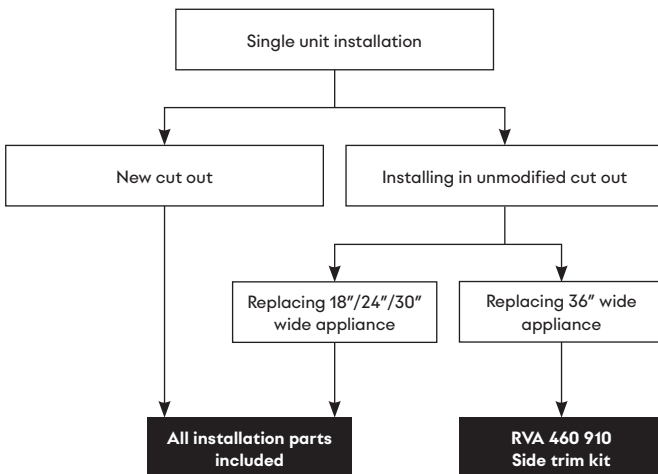 Single unit installation
New cut out
Installing in unmodified cut out
Replacing 18″/24″/30″
wide appliance
Replacing 36″ wide
appliance
All installation parts
included
RVA 460 910
Side trim kit